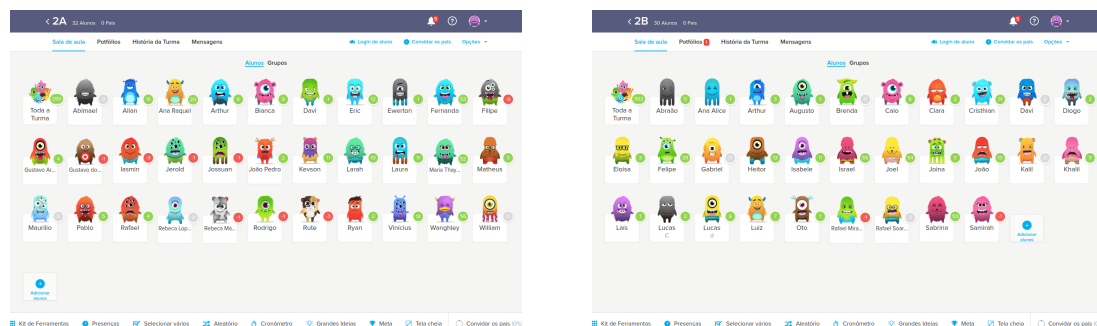 < 2A 32 Alunos 0 Pais
Sala de aula Potfólios História da Turma Mensagens Login do aluno Convidar os pais Opções
Alunos Grupos
Toda a Turma Abimael Allan Ana Raquel Arthur Bianca Davi Eric Ewerton Fernanda Filipe
Gustavo Ar... Gustavo do... Iasmin Jerold Jossuan João Pedro Kevson Larah Laura Maria Thay... Matheus
Maurílio Pablo Rafael Rebeca Lop... Rebeca Ma... Rodrigo Rute Ryan Vinícius Wanghley William
Adicionar alunos
Kit de Ferramentas Presenças Selecionar vários Aleatório Cronômetro Grandes Ideias Meta Tela cheia Convidar os pais
< 2B 30 Alunos 0 Pais
Sala de aula Potfólios História da Turma Mensagens Login do aluno Convidar os pais Opções
Alunos Grupos
Toda a Turma Abraão Ana Alice Arthur Augusto Brenda Caio Clara Cristhian Davi Diogo
Eloisa Felipe Gabriel Heitor Isabele Israel Joel Joina João Kalil Khalil
Laís Lucas C Lucas d Luiz Oto Rafael Mira... Rafael Soar... Sabrina Samirah Adicionar alunos
Kit de Ferramentas Presenças Selecionar vários Aleatório Cronômetro Grandes Ideias Meta Tela cheia Convidar os pais